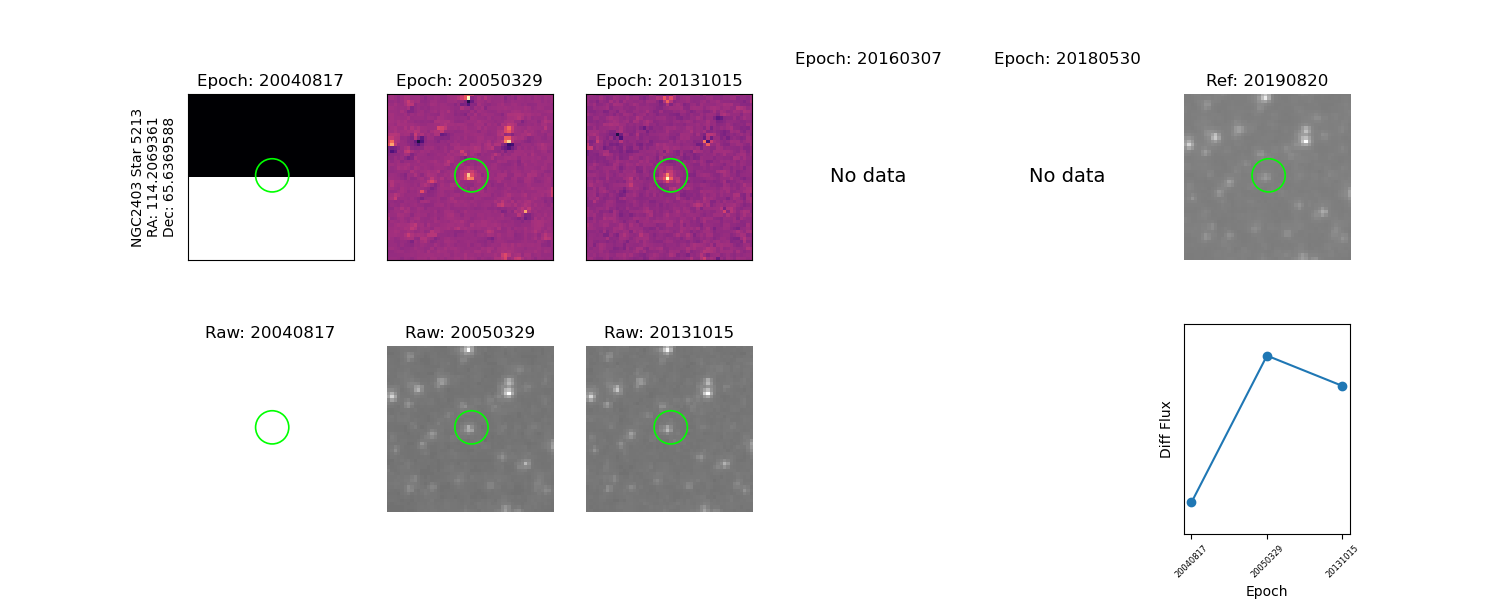 Epoch: 20040817
Epoch: 20050329
Epoch: 20131015
Epoch: 20160307
Epoch: 20180530
Ref: 20190820
NGC2403 Star 5213
RA: 114.2069361
Dec: 65.6369588
No data
No data
Raw: 20040817
Raw: 20050329
Raw: 20131015
Diff Flux
20040817
20050329
20131015
Epoch